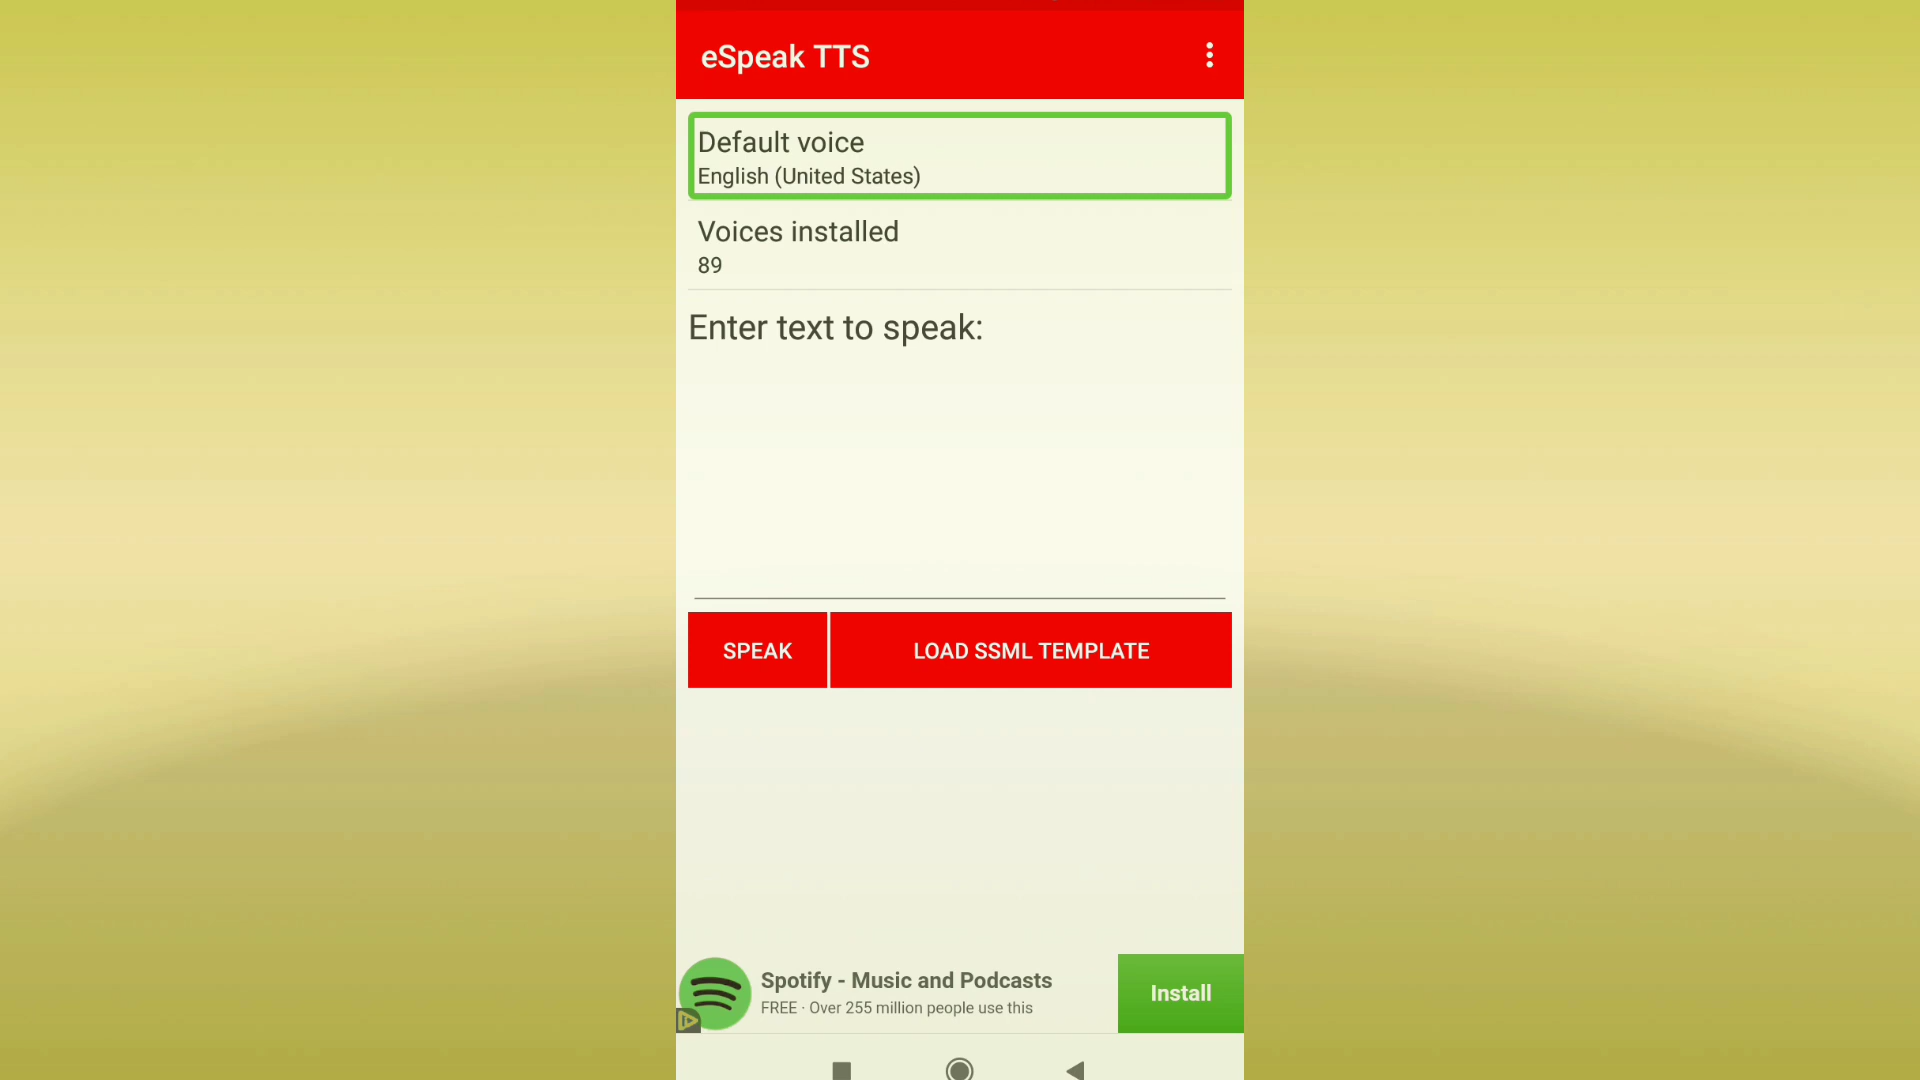 eSpeak TTS
Default voice
English (United States)
Voices installed
89
Enter text to speak:
SPEAK
LOAD SSML TEMPLATE
Spotify - Music and Podcasts
FREE · Over 255 million people use this
Install